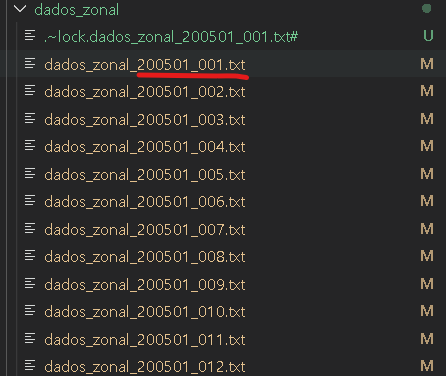 dados_zonal
.~lock.dados_zonal_200501_001.txt# U
dados_zonal_200501_001.txt M
dados_zonal_200501_002.txt M
dados_zonal_200501_003.txt M
dados_zonal_200501_004.txt M
dados_zonal_200501_005.txt M
dados_zonal_200501_006.txt M
dados_zonal_200501_007.txt M
dados_zonal_200501_008.txt M
dados_zonal_200501_009.txt M
dados_zonal_200501_010.txt M
dados_zonal_200501_011.txt M
dados_zonal_200501_012.txt M